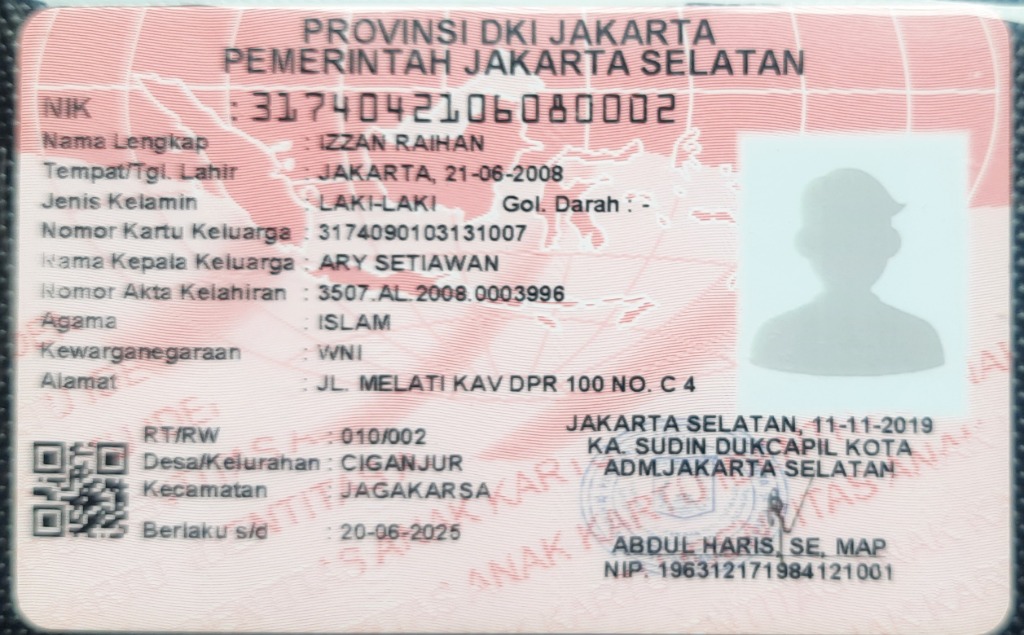 PROVINSI DKI JAKARTA
PEMERINTAH JAKARTA SELATAN
NIK : 3174042106080002
Nama Lengkap : IZZAN RAIHAN
Tempat/Tgl. Lahir : JAKARTA, 21-06-2008
Jenis Kelamin : LAKI-LAKI Gol. Darah : -
Nomor Kartu Keluarga : 3174090103131007
Nama Kepala Keluarga : ARY SETIAWAN
Nomor Akta Kelahiran : 3507.AL.2008.0003996
Agama : ISLAM
Kewarganegaraan : WNI
Alamat : JL. MELATI KAV DPR 100 NO. C 4
RT/RW : 010/002
Desa/Kelurahan : CIGANJUR
Kecamatan : JAGAKARSA
Berlaku s/d : 20-06-2025
JAKARTA SELATAN, 11-11-2019
KA. SUDIN DUKCAPIL KOTA
ADM.JAKARTA SELATAN
ABDUL HARIS, SE, MAP
NIP. 196312171984121001